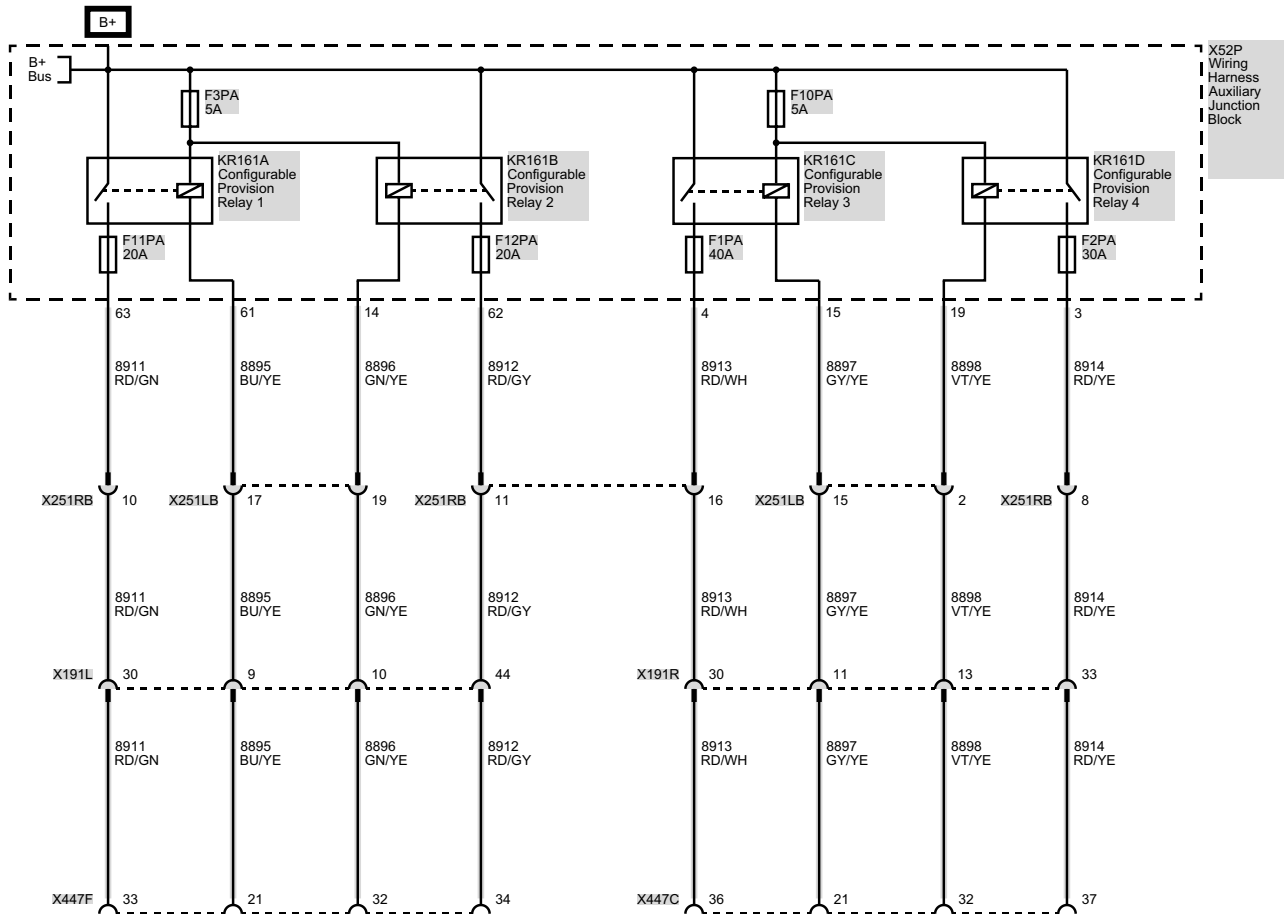 B+
B+
Bus
X52P
Wiring
Harness
Auxiliary
Junction
Block
F3PA
5A
F10PA
5A
KR161A
Configurable
Provision
Relay 1
KR161B
Configurable
Provision
Relay 2
KR161C
Configurable
Provision
Relay 3
KR161D
Configurable
Provision
Relay 4
F11PA
20A
F12PA
20A
F1PA
40A
F2PA
30A
63
61
14
62
4
15
19
3
8911
RD/GN
8895
BU/YE
8896
GN/YE
8912
RD/GY
8913
RD/WH
8897
GY/YE
8898
VT/YE
8914
RD/YE
X251RB
10
X251LB
17
19
X251RB
11
16
X251LB
15
2
X251RB
8
8911
RD/GN
8895
BU/YE
8896
GN/YE
8912
RD/GY
8913
RD/WH
8897
GY/YE
8898
VT/YE
8914
RD/YE
X191L
30
9
10
44
X191R
30
11
13
33
8911
RD/GN
8895
BU/YE
8896
GN/YE
8912
RD/GY
8913
RD/WH
8897
GY/YE
8898
VT/YE
8914
RD/YE
X447F
33
21
32
34
X447C
36
21
32
37